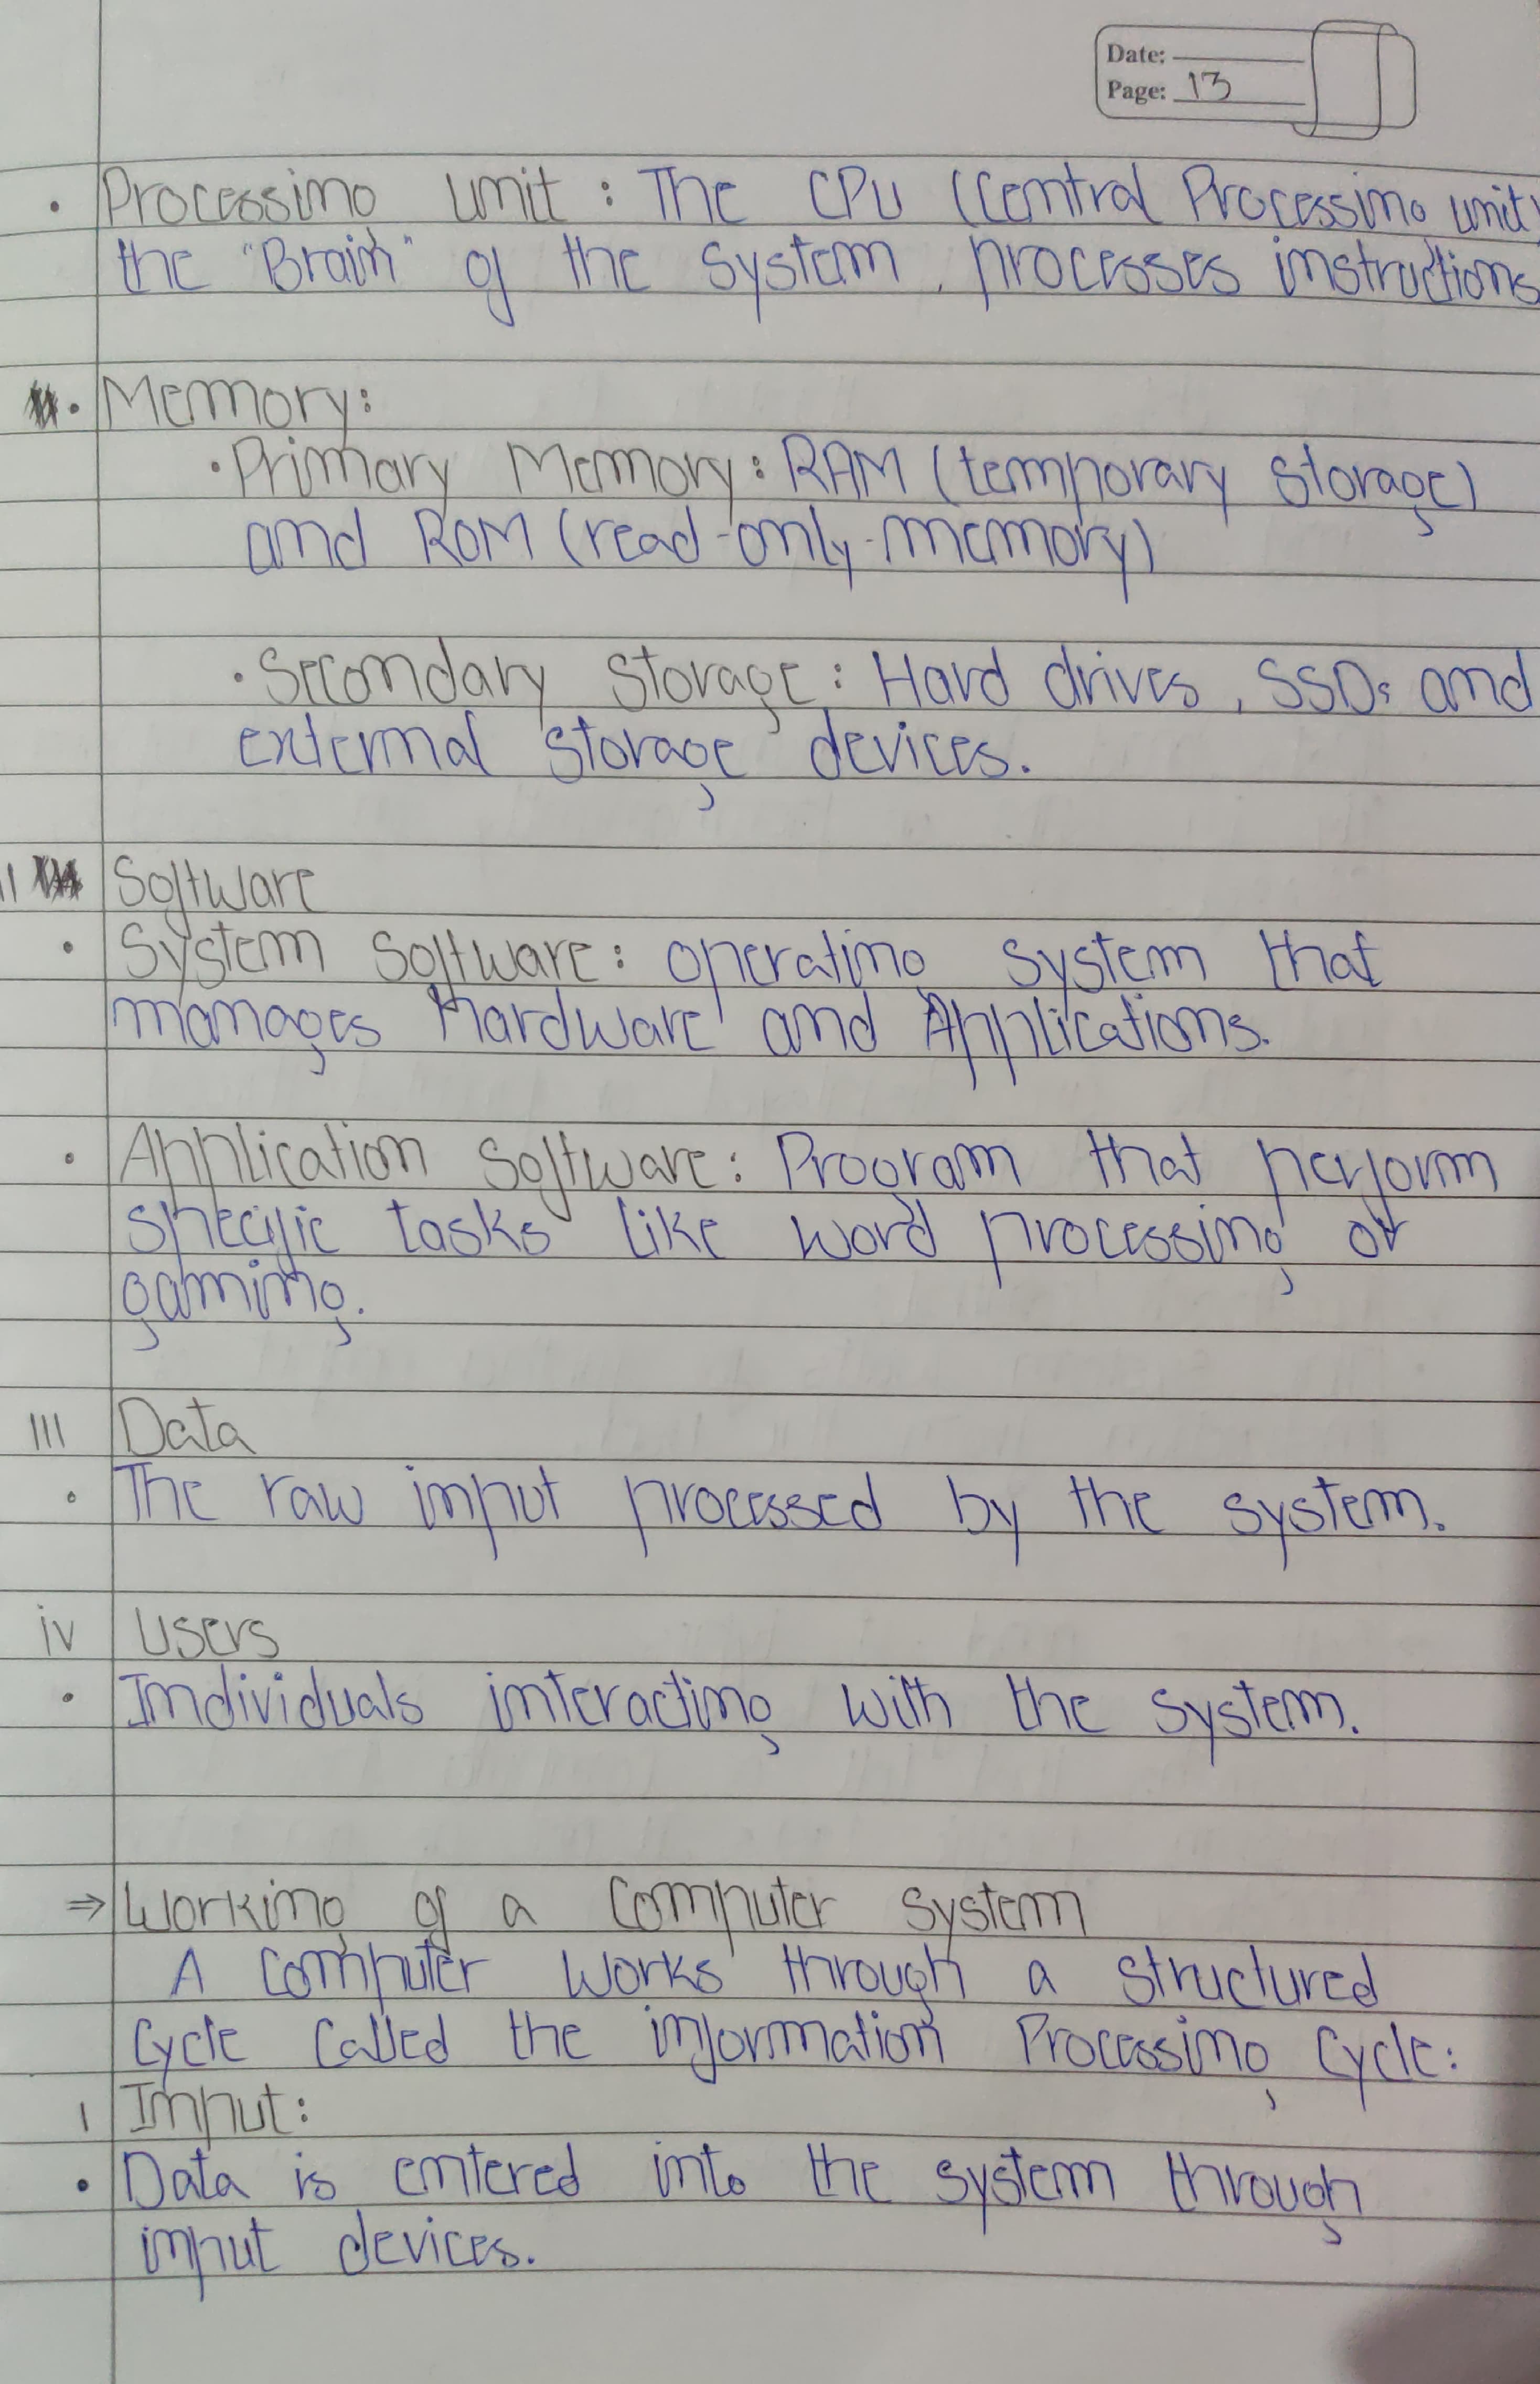 Date:
Page: 13
• Processing unit : The CPU (Central Processing unit)
the "Brain" of the system, processes instructions
• Memory:
• Primary Memory: RAM (temporary storage)
and ROM (read-only-memory)
• Secondary storage: Hard drives, SSDs and
external storage devices.
II Software
• System Software: operating system that
manages Hardware and Applications.
• Application software: Program that perform
specific tasks like word processing or
gaming.
III Data
• The raw input processed by the system.
iv Users
• Individuals interacting with the system.
⇒ Working of a Computer system
A computer works through a structured
Cycle Called the information Processing Cycle:
I Input:
• Data is entered into the system through
input devices.